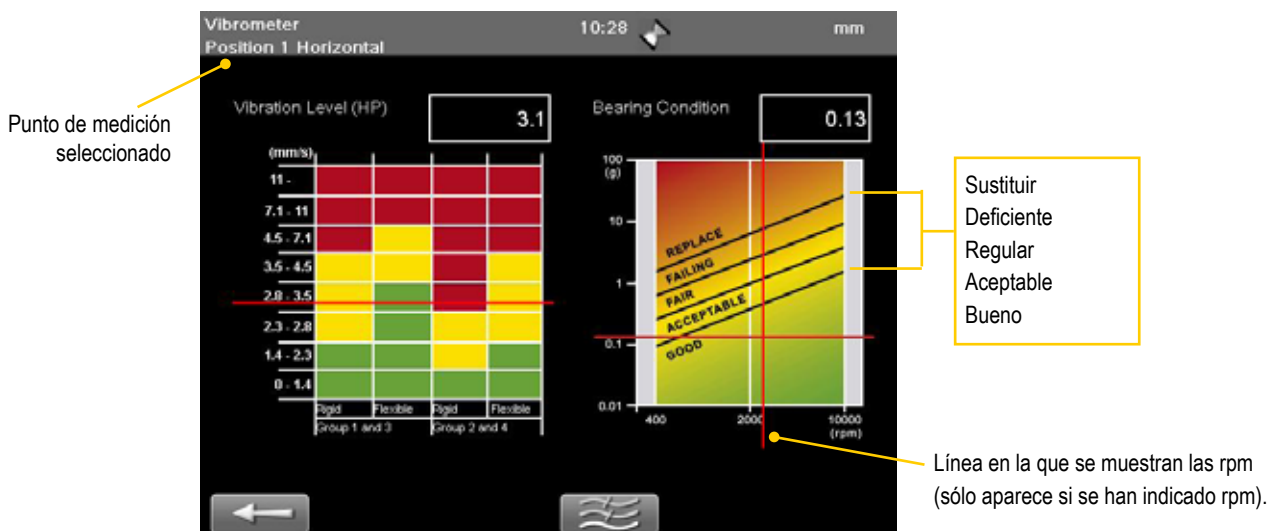 Vibrometer
10:28
mm
Position 1 Horizontal
Punto de medición
seleccionado
Vibration Level (HP)
3.1
(mm/s)
11 -
7.1 - 11
4.5 - 7.1
3.5 - 4.5
2.8 - 3.5
2.3 - 2.8
1.4 - 2.3
0 - 1.4
Rigid
Flexible
Rigid
Flexible
Group 1 and 3
Group 2 and 4
Bearing Condition
0.13
100
(g)
10
1
0.1
0.01
REPLACE
FAILING
FAIR
ACCEPTABLE
GOOD
400
2000
10000
(rpm)
Sustituir
Deficiente
Regular
Aceptable
Bueno
Línea en la que se muestran las rpm
(sólo aparece si se han indicado rpm).